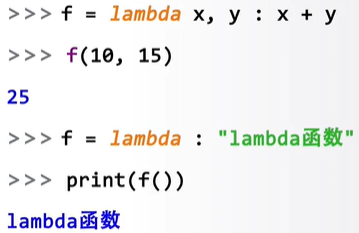 >>> f = lambda x, y : x + y
>>> f(10, 15)
25
>>> f = lambda : "lambda函数"
>>> print(f())
lambda函数